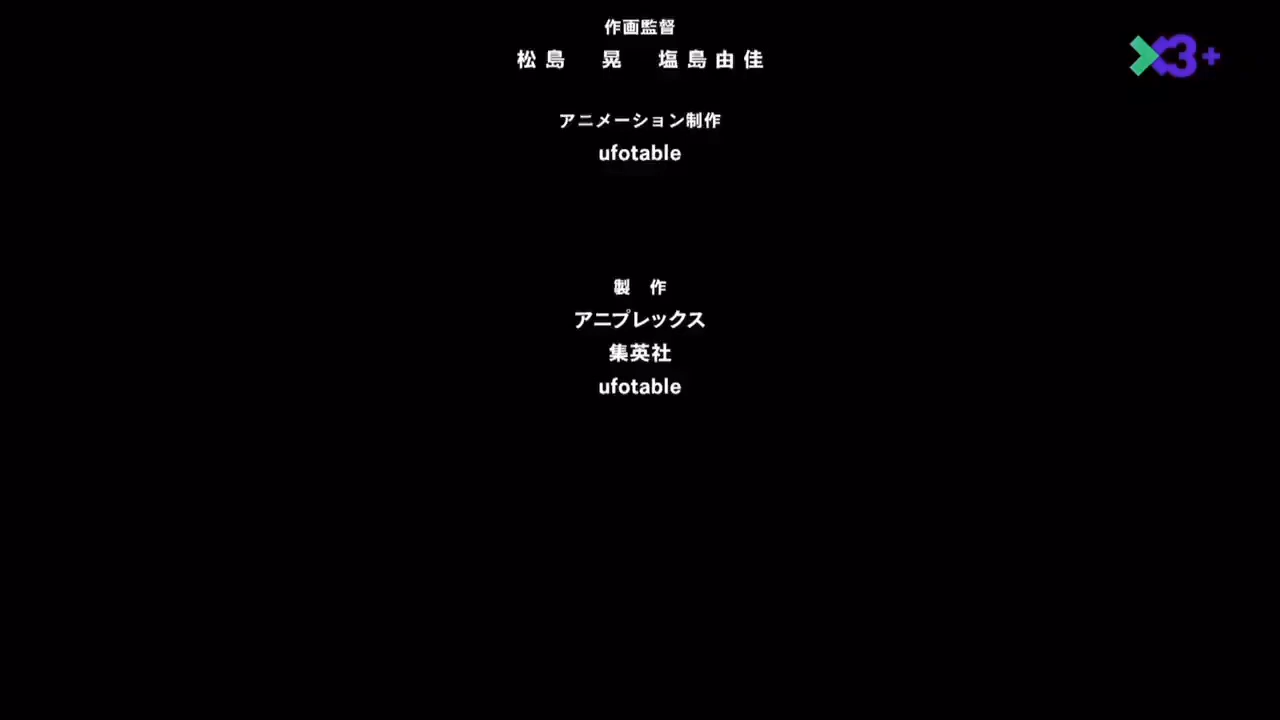 作画監督
松島 晃 塩島由佳
X3+
アニメーション制作
ufotable
製 作
アニプレックス
集英社
ufotable